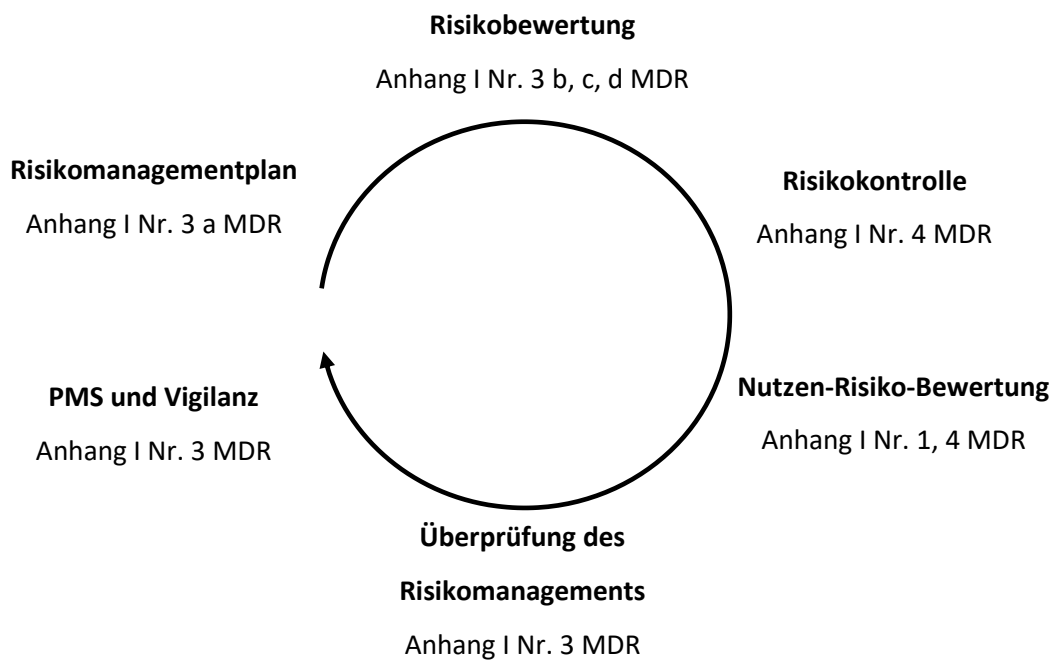 Risikobewertung
Anhang I Nr. 3 b, c, d MDR
Risikomanagementplan
Anhang I Nr. 3 a MDR
Risikokontrolle
Anhang I Nr. 4 MDR
PMS und Vigilanz
Anhang I Nr. 3 MDR
Nutzen-Risiko-Bewertung
Anhang I Nr. 1, 4 MDR
Überprüfung des
Risikomanagements
Anhang I Nr. 3 MDR